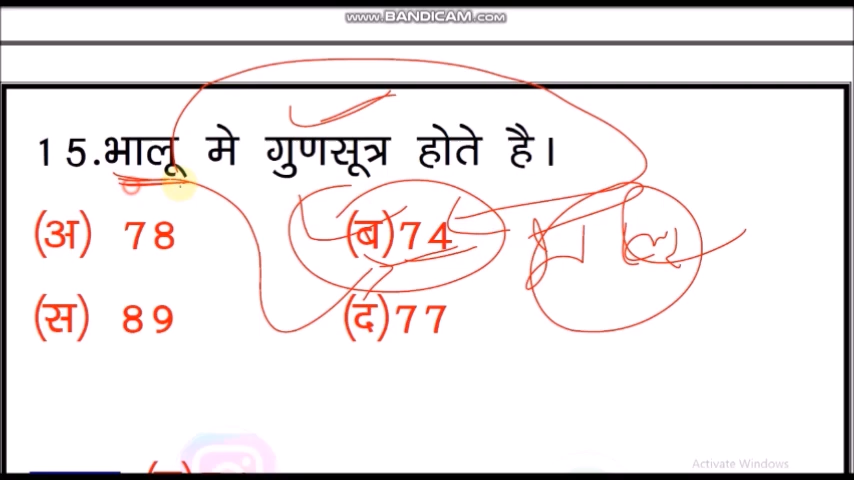 WWW.BANDICAM.COM
15.भालू मे गुणसूत्र होते है।
(अ) 78 (ब)74
(स) 89 (द)77
Activate Windows